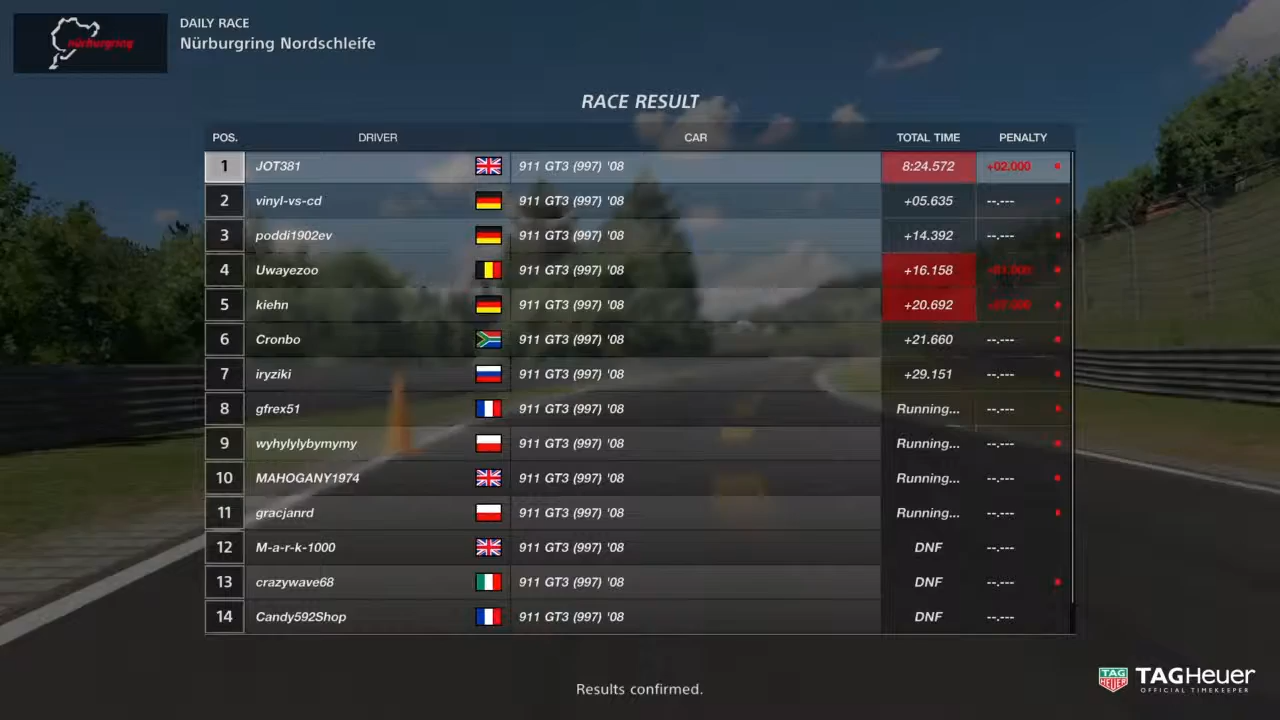 DAILY RACE
Nürburgring Nordschleife
nürburgring
RACE RESULT
POS. DRIVER CAR TOTAL TIME PENALTY
1 JOT381 911 GT3 (997) '08 8:24.572 +02.000
2 vinyl-vs-cd 911 GT3 (997) '08 +05.635 --.---
3 poddi1902ev 911 GT3 (997) '08 +14.392 --.---
4 Uwayezoo 911 GT3 (997) '08 +16.158
5 kiehn 911 GT3 (997) '08 +20.692
6 Cronbo 911 GT3 (997) '08 +21.660 --.---
7 iryziki 911 GT3 (997) '08 +29.151 --.---
8 gfrex51 911 GT3 (997) '08 Running... --.---
9 wyhylylybymymy 911 GT3 (997) '08 Running... --.---
10 MAHOGANY1974 911 GT3 (997) '08 Running... --.---
11 gracjanrd 911 GT3 (997) '08 Running... --.---
12 M-a-r-k-1000 911 GT3 (997) '08 DNF --.---
13 crazywave68 911 GT3 (997) '08 DNF --.---
14 Candy592Shop 911 GT3 (997) '08 DNF --.---
Results confirmed.
TAG HEUER TAGHeuer
OFFICIAL TIMEKEEPER